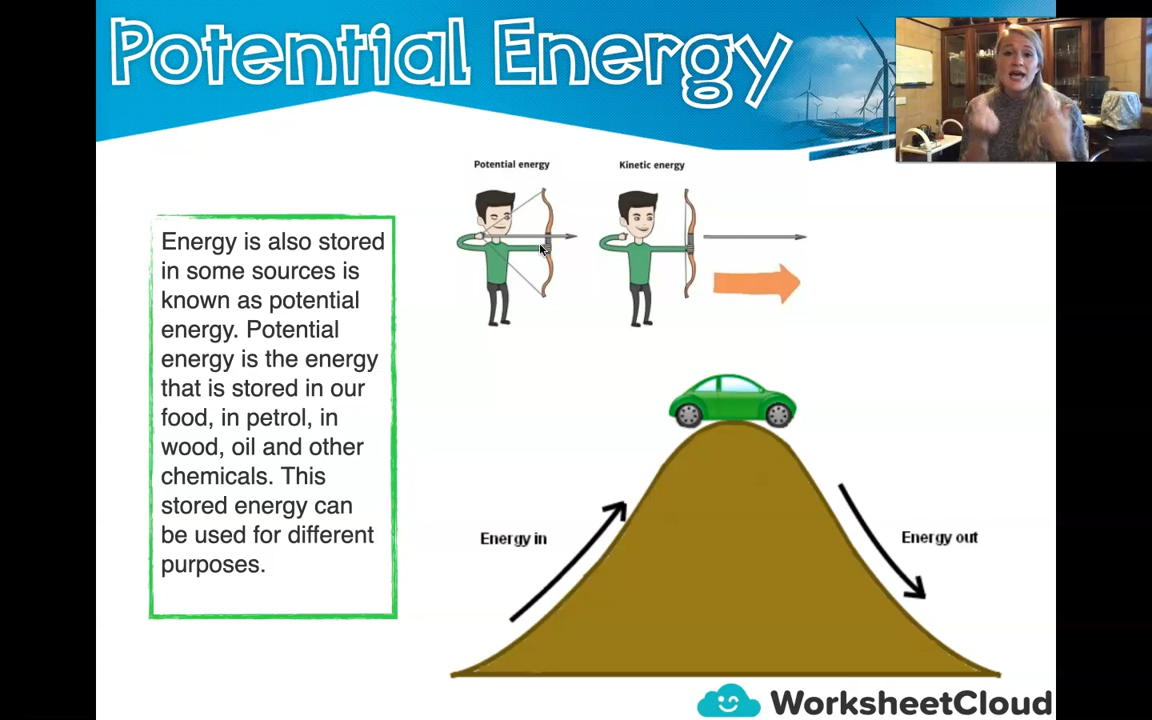 Potential Energy
Potential energy
Kinetic energy
Energy is also stored
in some sources is
known as potential
energy. Potential
energy is the energy
that is stored in our
food, in petrol, in
wood, oil and other
chemicals. This
stored energy can
be used for different
purposes.
Energy in
Energy out
WorksheetCloud